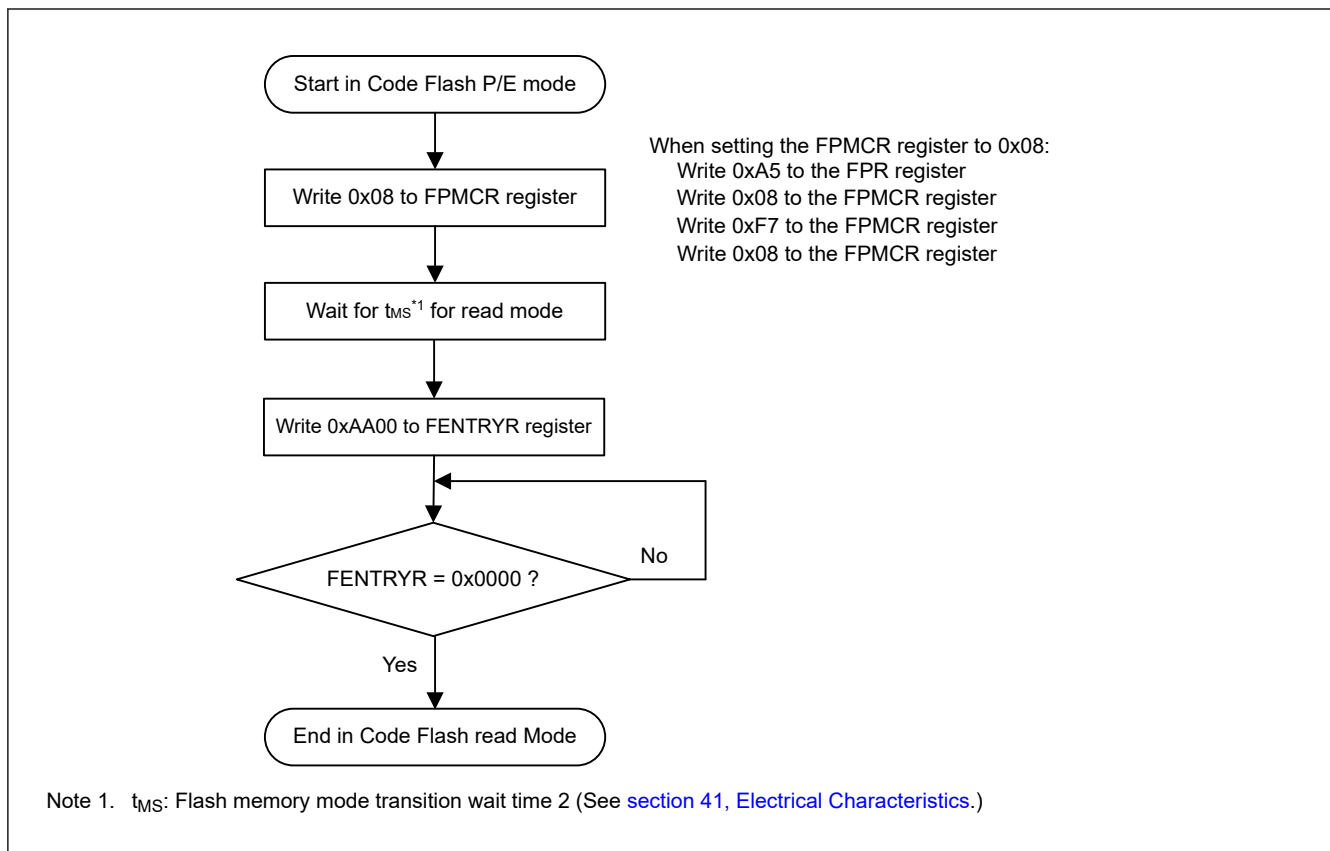 Start in Code Flash P/E mode
When setting the FPMCR register to 0x08:
Write 0xA5 to the FPR register
Write 0x08 to FPMCR register
Write 0x08 to the FPMCR register
Write 0xF7 to the FPMCR register
Write 0x08 to the FPMCR register
Wait for tMS*1 for read mode
Write 0xAA00 to FENTRYR register
No
FENTRYR = 0x0000 ?
Yes
End in Code Flash read Mode
Note 1. tMS: Flash memory mode transition wait time 2 (See section 41, Electrical Characteristics.)